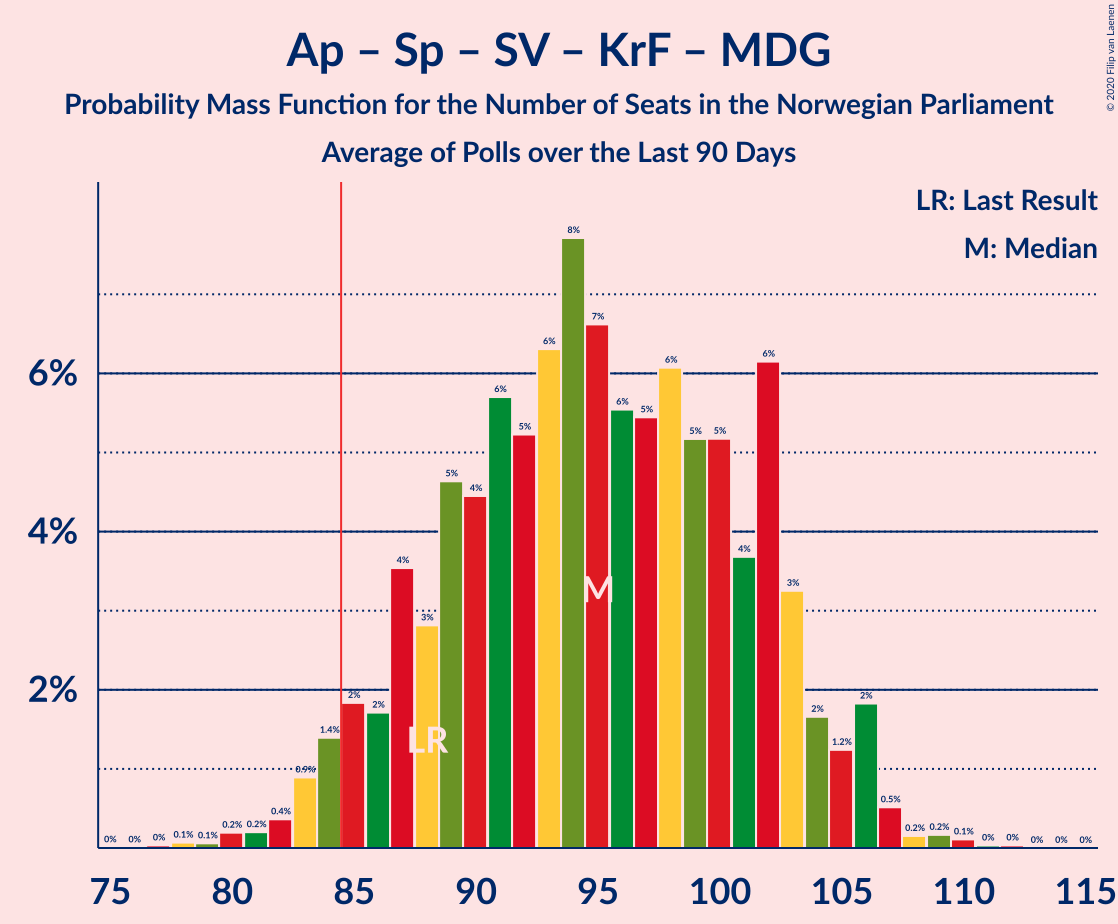 Ap – Sp – SV – KrF – MDG
Probability Mass Function for the Number of Seats in the Norwegian Parliament
Average of Polls over the Last 90 Days
© 2020 Filip van Laenen
LR: Last Result
M: Median
6%
4%
2%
0% 0% 0% 0.1% 0.1% 0.2% 0.2% 0.4% 0.9% 1.4% 2% 2% 4% 3% 5% 4% 6% 5% 6% 8% 7% 6% 5% 6% 5% 5% 4% 6% 3% 2% 1.2% 2% 0.5% 0.2% 0.2% 0.1% 0% 0% 0% 0% 0%
M
LR
75 80 85 90 95 100 105 110 115